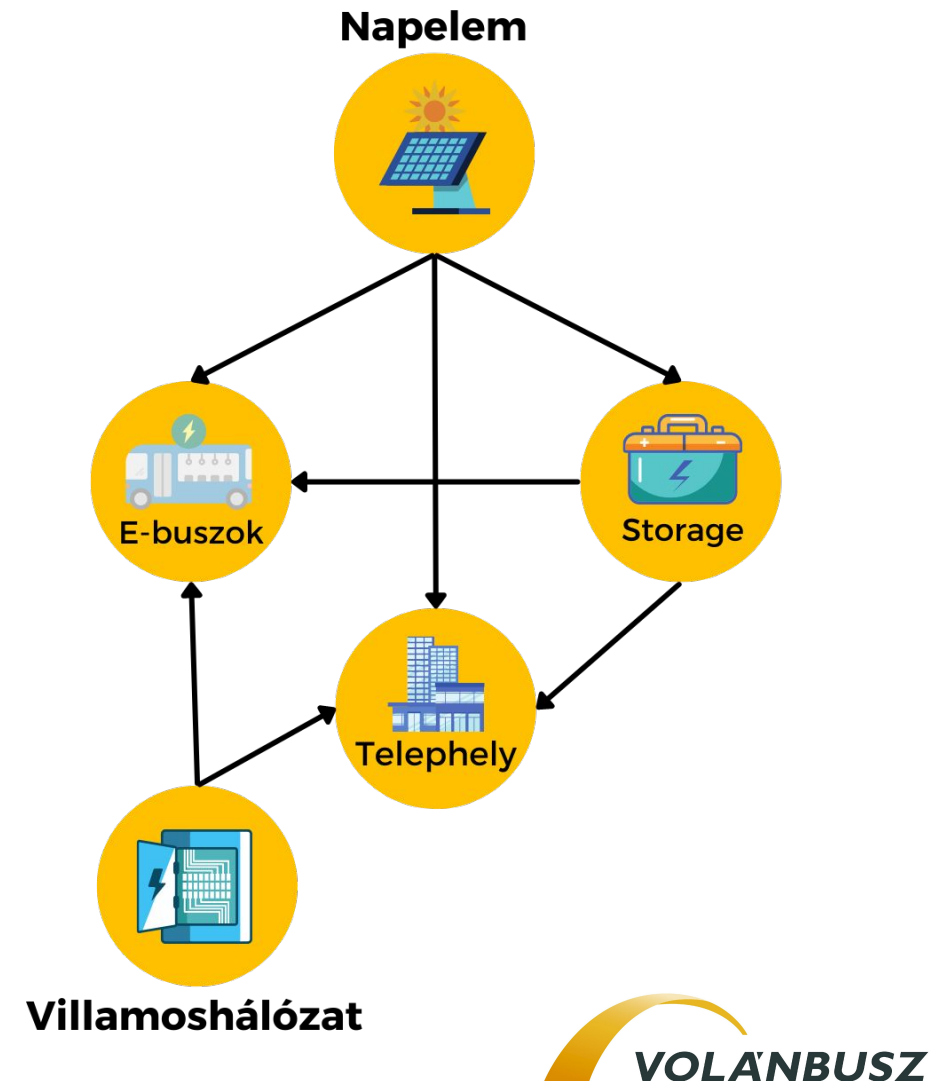 Napelem
E-buszok
Storage
Telephely
Villamoshálózat
VOLÁNBUSZ